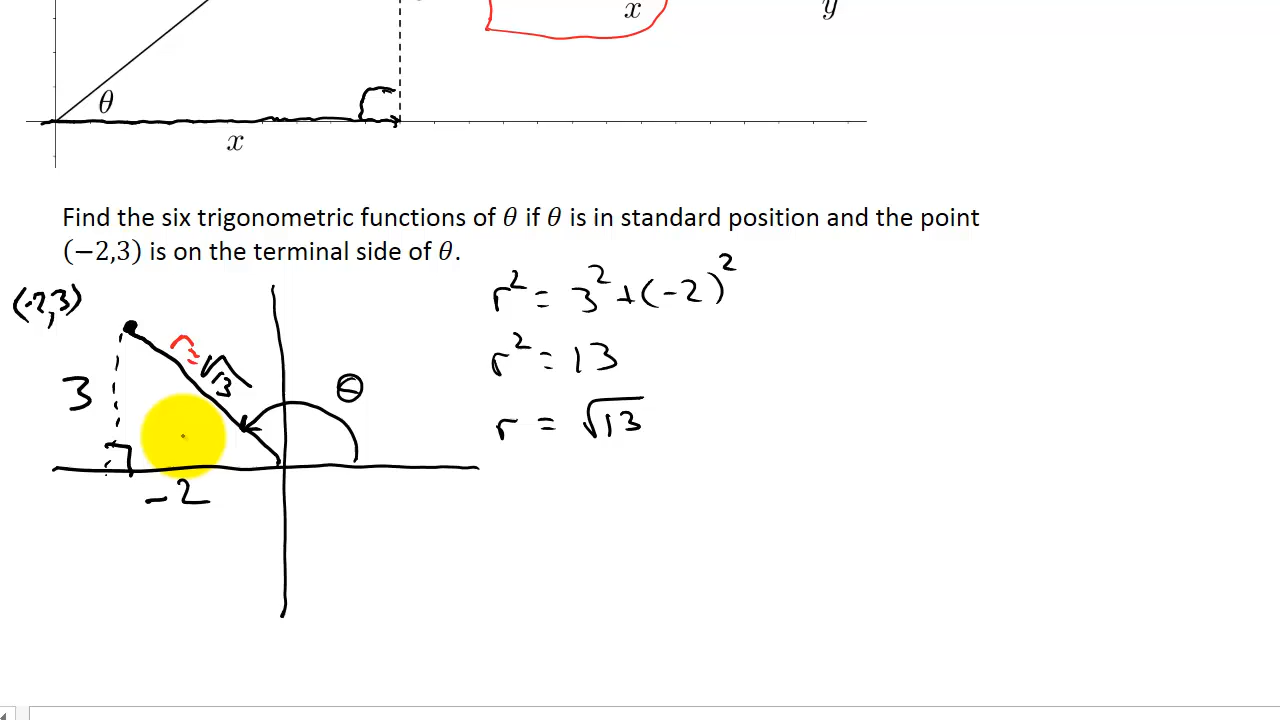 x
y
θ
x
Find the six trigonometric functions of θ if θ is in standard position and the point
(−2,3) is on the terminal side of θ.
(-2,3)
r = √13
3
θ
-2
r² = 3² + (-2)²
r² = 13
r = √13